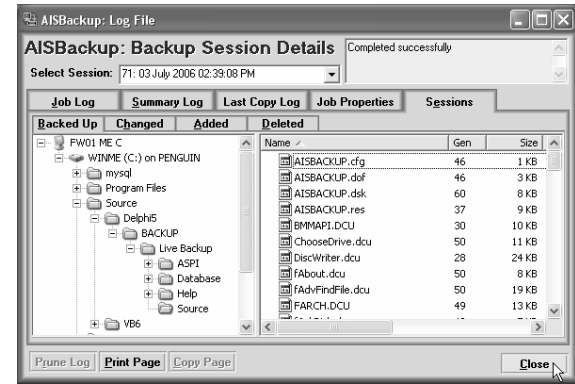 AISBackup: Log File
AISBackup: Backup Session Details
Completed successfully
Select Session: 71: 03 July 2006 02:39:08 PM
Job Log Summary Log Last Copy Log Job Properties Sessions
Backed Up Changed Added Deleted
FW01 ME C
WINME (C:) on PENGUIN
mysql
Program Files
Source
Delphi5
BACKUP
Live Backup
ASPI
Database
Help
Source
VB6
Name Gen Size
AISBACKUP.cfg 46 1 KB
AISBACKUP.dof 46 3 KB
AISBACKUP.dsk 60 8 KB
AISBACKUP.res 37 9 KB
BMMAPI.DCU 30 10 KB
ChooseDrive.dcu 50 11 KB
DiscWriter.dcu 28 24 KB
fAbout.dcu 50 8 KB
fAdvFindFile.dcu 50 19 KB
FARCH.DCU 49 13 KB
Prune Log Print Page Copy Page Close